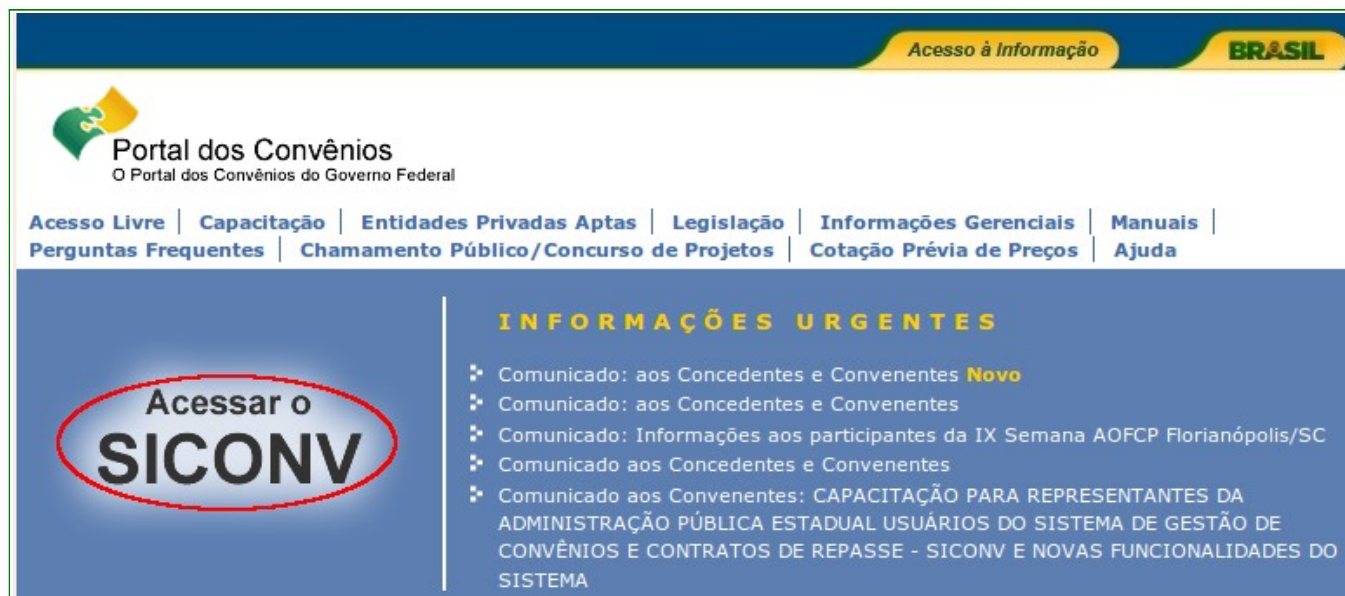 Acesso à Informação
BRASIL
Portal dos Convênios
O Portal dos Convênios do Governo Federal
Acesso Livre | Capacitação | Entidades Privadas Aptas | Legislação | Informações Gerenciais | Manuais |
Perguntas Frequentes | Chamamento Público/Concurso de Projetos | Cotação Prévia de Preços | Ajuda
Acessar o
SICONV
INFORMAÇÕES URGENTES
Comunicado: aos Concedentes e Convenentes Novo
Comunicado: aos Concedentes e Convenentes
Comunicado: Informações aos participantes da IX Semana AOFCP Florianópolis/SC
Comunicado aos Concedentes e Convenentes
Comunicado aos Convenentes: CAPACITAÇÃO PARA REPRESENTANTES DA
ADMINISTRAÇÃO PÚBLICA ESTADUAL USUÁRIOS DO SISTEMA DE GESTÃO DE
CONVÊNIOS E CONTRATOS DE REPASSE - SICONV E NOVAS FUNCIONALIDADES DO
SISTEMA